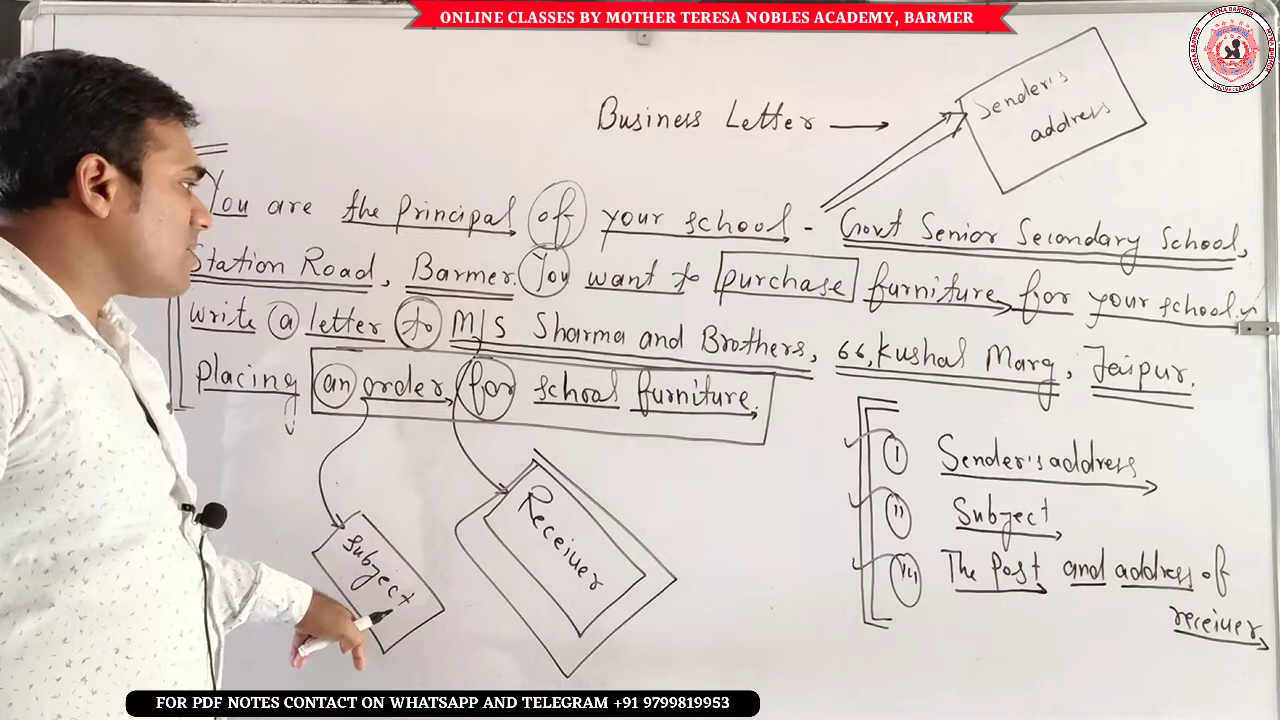 ONLINE CLASSES BY MOTHER TERESA NOBLES ACADEMY, BARMER
Business Letter →
Sender's
address
You are the principal of your school - Govt Senior Secondary School,
Station Road, Barmer. You want to purchase furniture for your school.
write a letter to M/S Sharma and Brothers, 66, Kushal Marg, Jaipur.
Placing an order for school furniture.
Subject
Receiver
(i) Sender's address
(ii) Subject
(iii) The Post and address of
receiver
FOR PDF NOTES CONTACT ON WHATSAPP AND TELEGRAM +91 9799819953